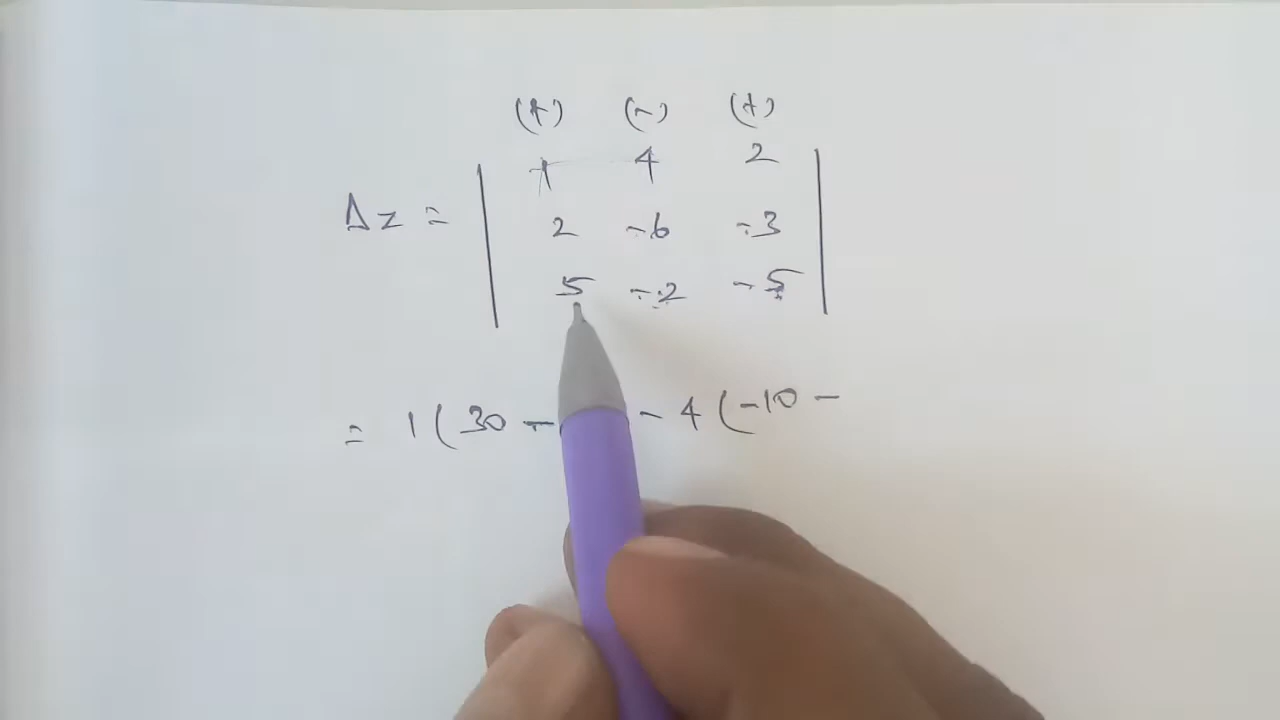 (+) (-) (+)
1 4 2
Δz = 2 -6 -3
5 -2 -5
= 1(30 - - 4(-10 -